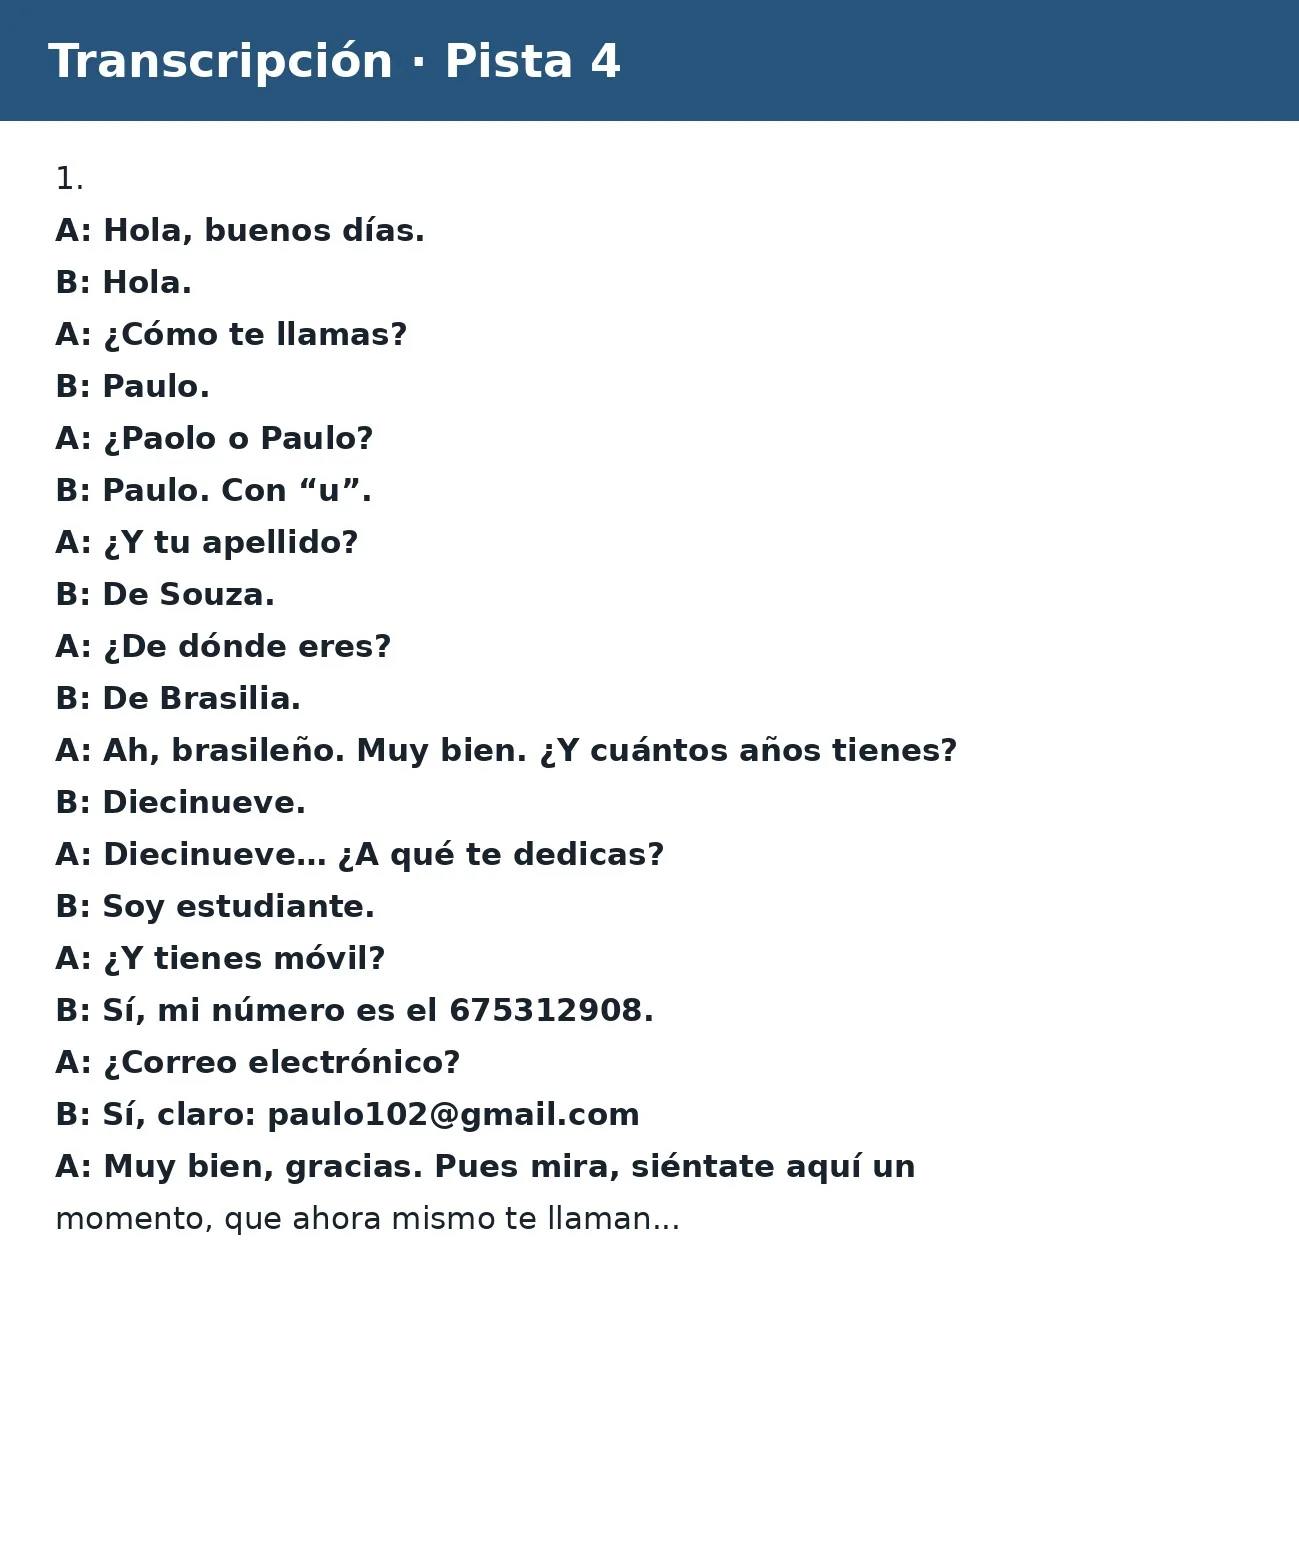 Transcripción · Pista 4
1.
A: Hola, buenos días.
B: Hola.
A: ¿Cómo te llamas?
B: Paulo.
A: ¿Paolo o Paulo?
B: Paulo. Con “u”.
A: ¿Y tu apellido?
B: De Souza.
A: ¿De dónde eres?
B: De Brasilia.
A: Ah, brasileño. Muy bien. ¿Y cuántos años tienes?
B: Diecinueve.
A: Diecinueve... ¿A qué te dedicas?
B: Soy estudiante.
A: ¿Y tienes móvil?
B: Sí, mi número es el 675312908.
A: ¿Correo electrónico?
B: Sí, claro: paulo102@gmail.com
A: Muy bien, gracias. Pues mira, siéntate aquí un
momento, que ahora mismo te llaman...